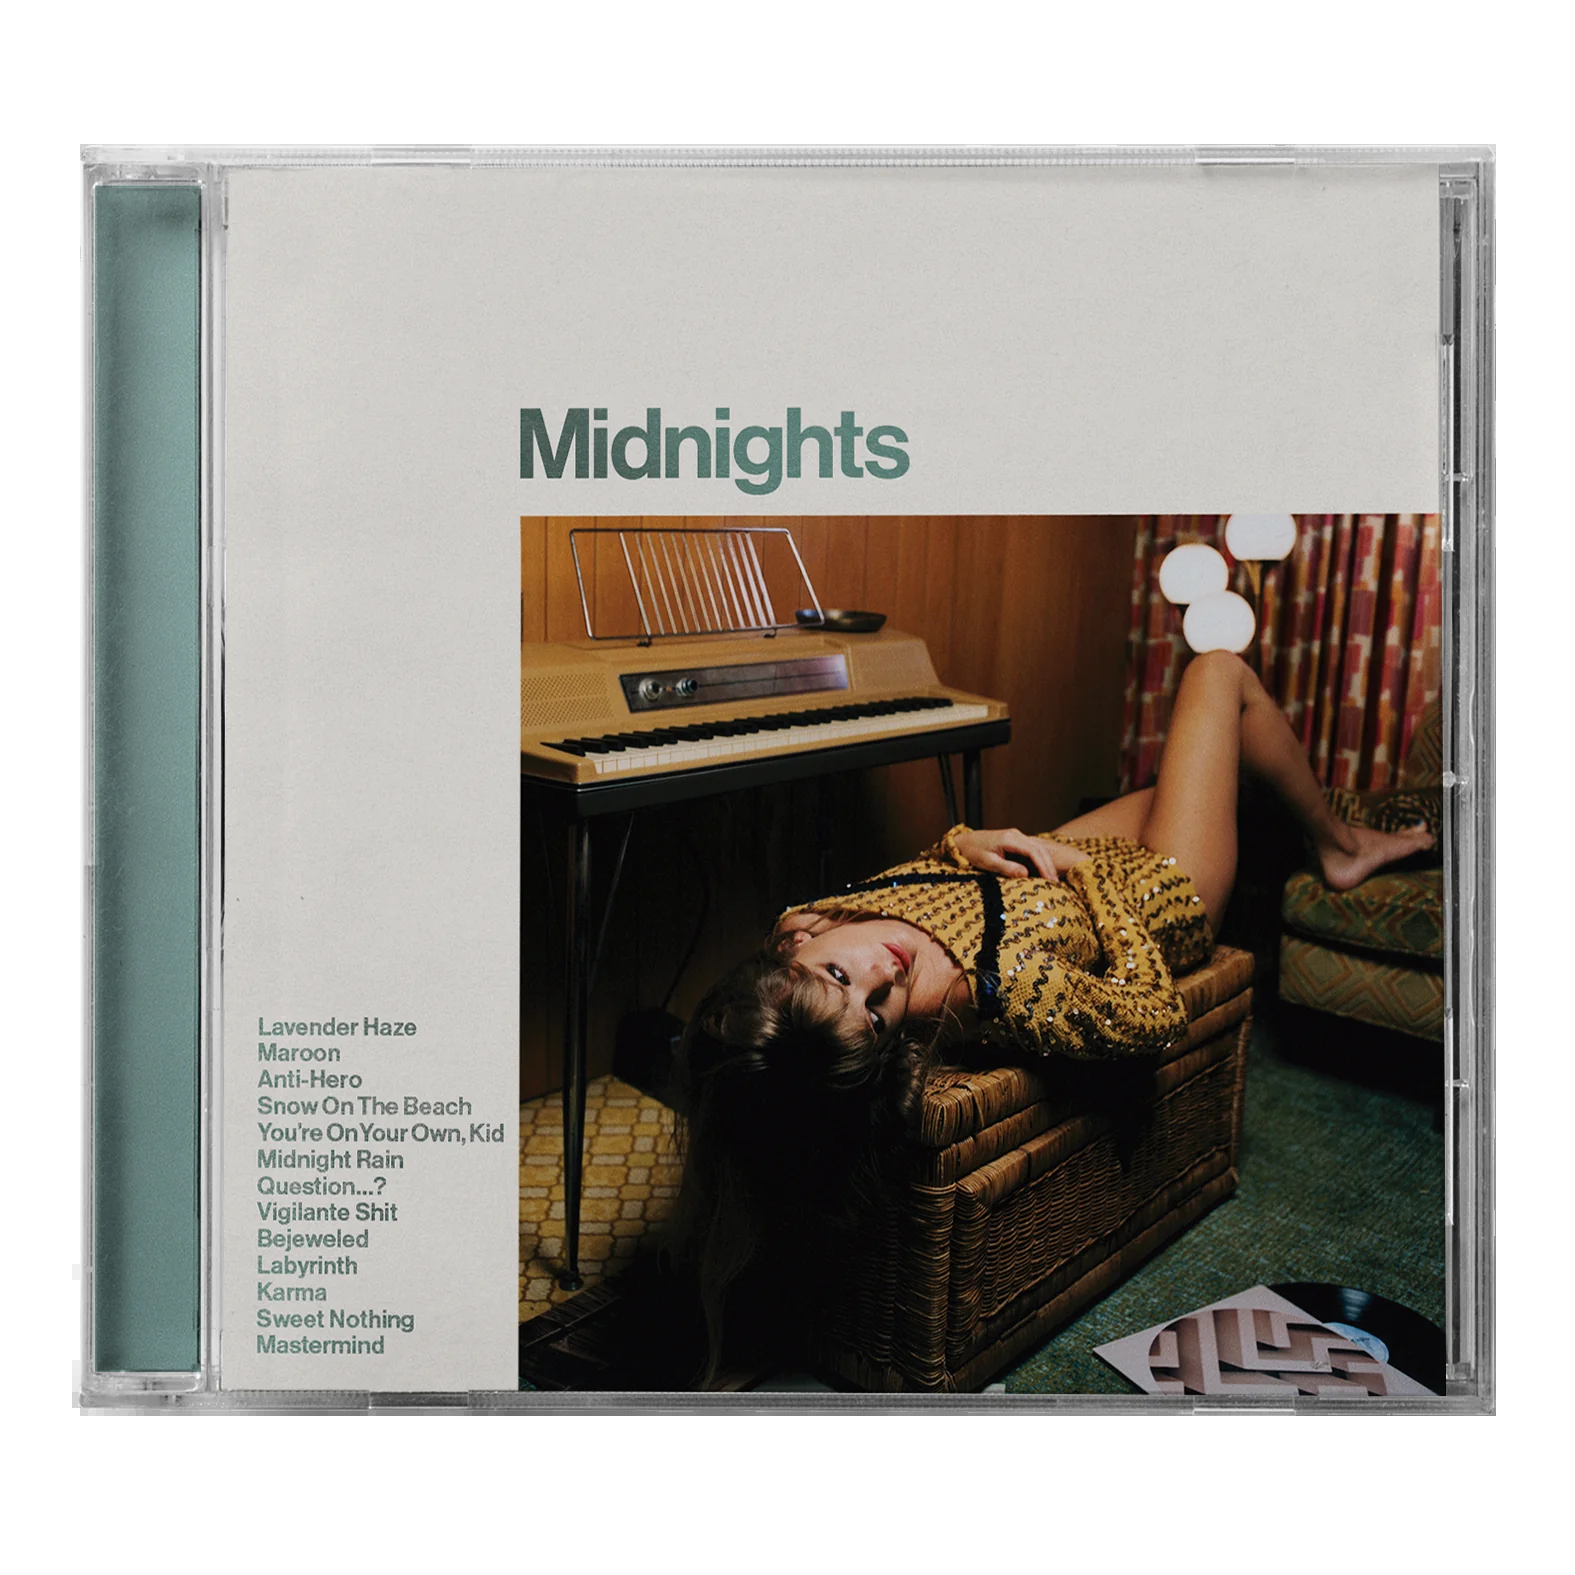 Midnights
Lavender Haze
Maroon
Anti-Hero
Snow On The Beach
You're On Your Own, Kid
Midnight Rain
Question...?
Vigilante Shit
Bejeweled
Labyrinth
Karma
Sweet Nothing
Mastermind